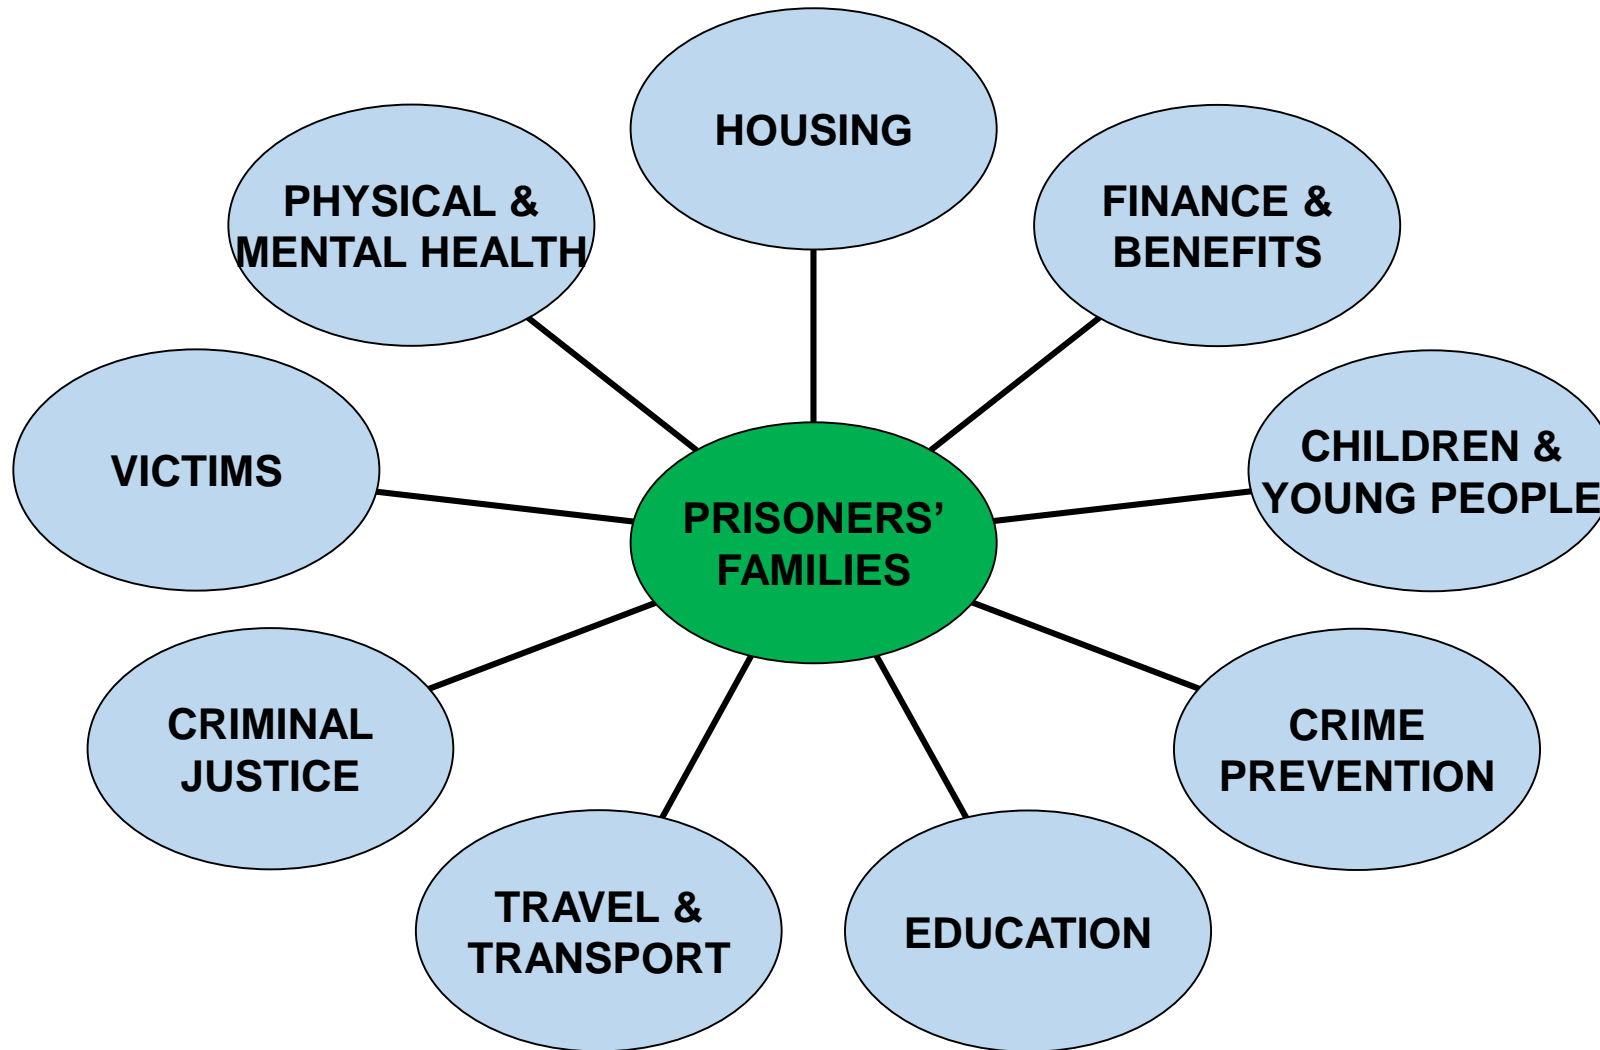 HOUSING
PHYSICAL &
MENTAL HEALTH
FINANCE &
BENEFITS
VICTIMS
CHILDREN &
YOUNG PEOPLE
PRISONERS’
FAMILIES
CRIMINAL
JUSTICE
CRIME
PREVENTION
TRAVEL &
TRANSPORT
EDUCATION